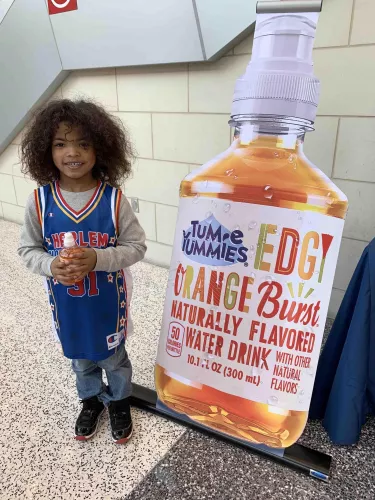 TUM-E
YUMMIES
EDGY
ORANGE Burst
NATURALLY FLAVORED
WATER DRINK WITH OTHER
NATURAL
FLAVORS
50
10.1 FL OZ (300 mL)
HARLEM
91